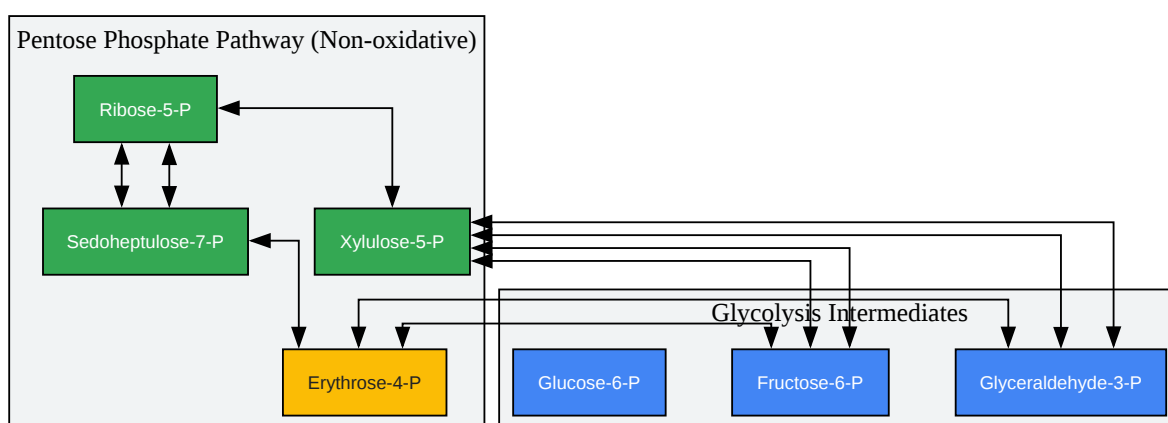 Pentose Phosphate Pathway (Non-oxidative)
Ribose-5-P
Sedoheptulose-7-P
Xylulose-5-P
Glycolysis Intermediates
Erythrose-4-P
Glucose-6-P
Fructose-6-P
Glyceraldehyde-3-P